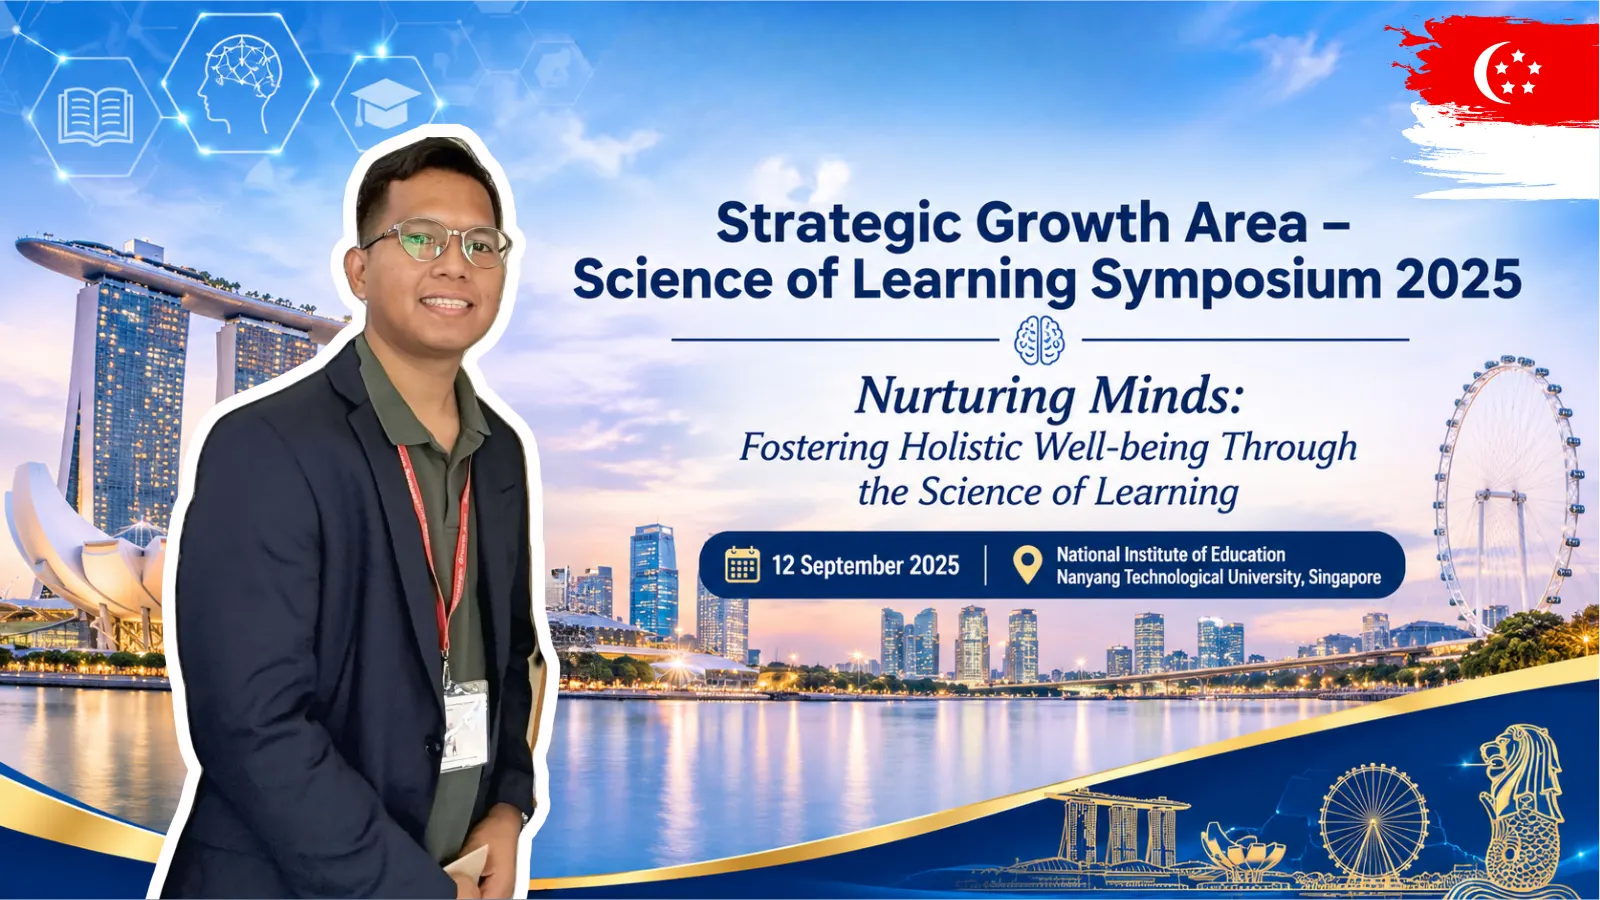 Strategic Growth Area –
Science of Learning Symposium 2025
Nurturing Minds:
Fostering Holistic Well-being Through
the Science of Learning
12 September 2025
National Institute of Education
Nanyang Technological University, Singapore